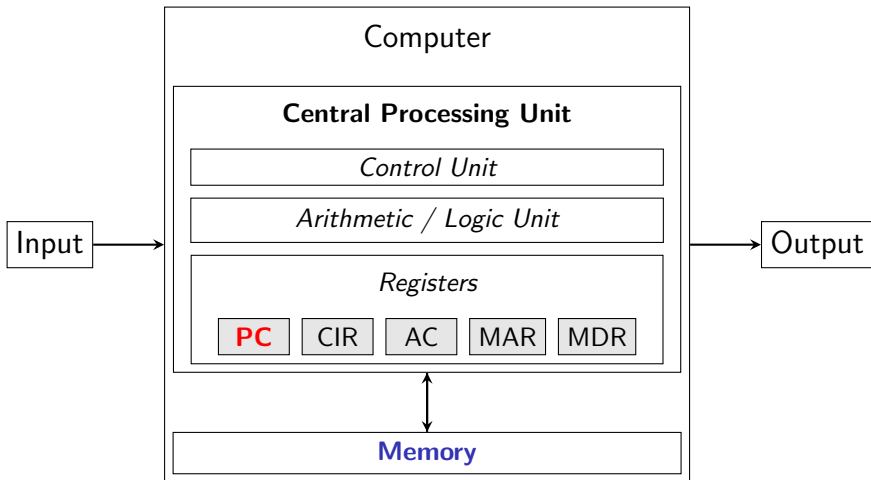 Computer
Central Processing Unit
Control Unit
Arithmetic / Logic Unit
Input
Output
Registers
PC CIR AC MAR MDR
Memory